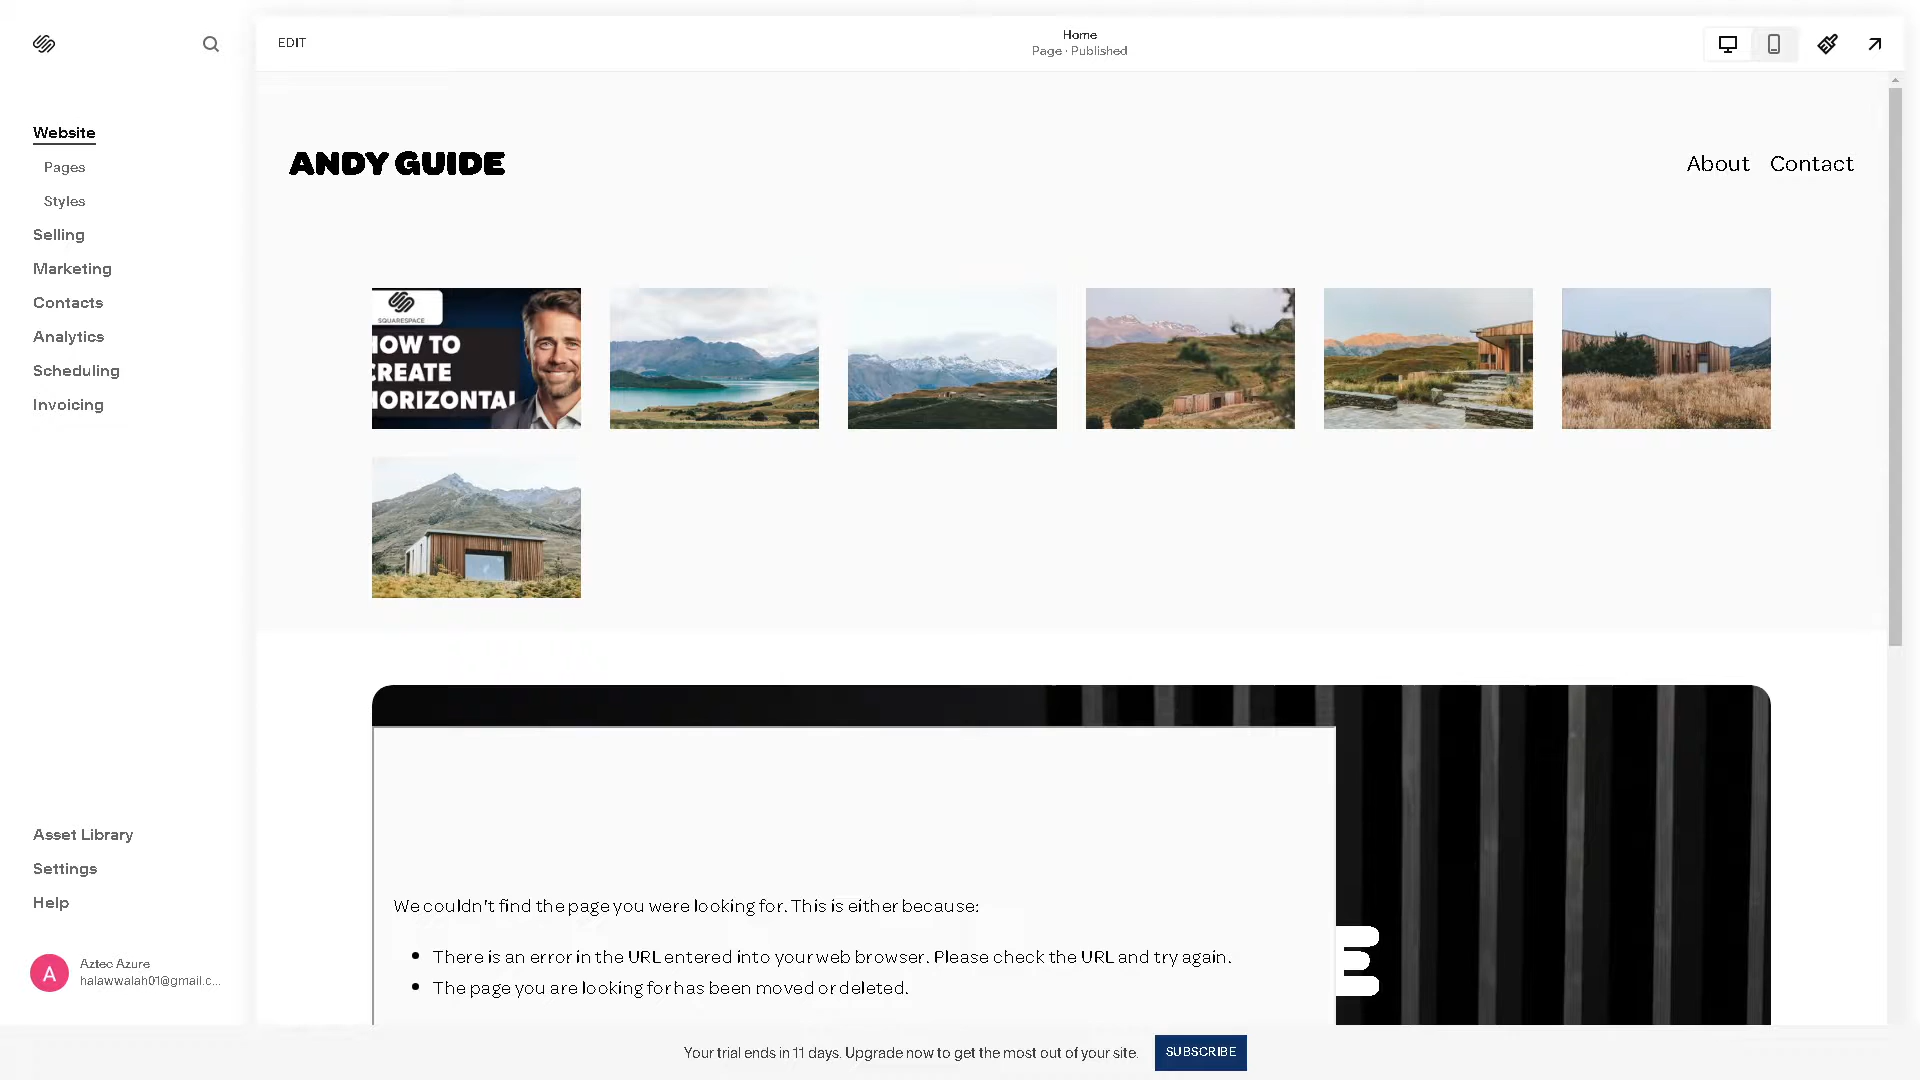 EDIT
Home
Page · Published
Website
Pages
Styles
Selling
Marketing
Contacts
Analytics
Scheduling
Invoicing
Asset Library
Settings
Help
A
Aztec Azure
halawwalah01@gmail.c...
ANDY GUIDE
About Contact
SQUARESPACE
HOW TO
CREATE
HORIZONTAL
We couldn't find the page you were looking for. This is either because:
There is an error in the URL entered into your web browser. Please check the URL and try again.
The page you are looking for has been moved or deleted.
E
Your trial ends in 11 days. Upgrade now to get the most out of your site. SUBSCRIBE